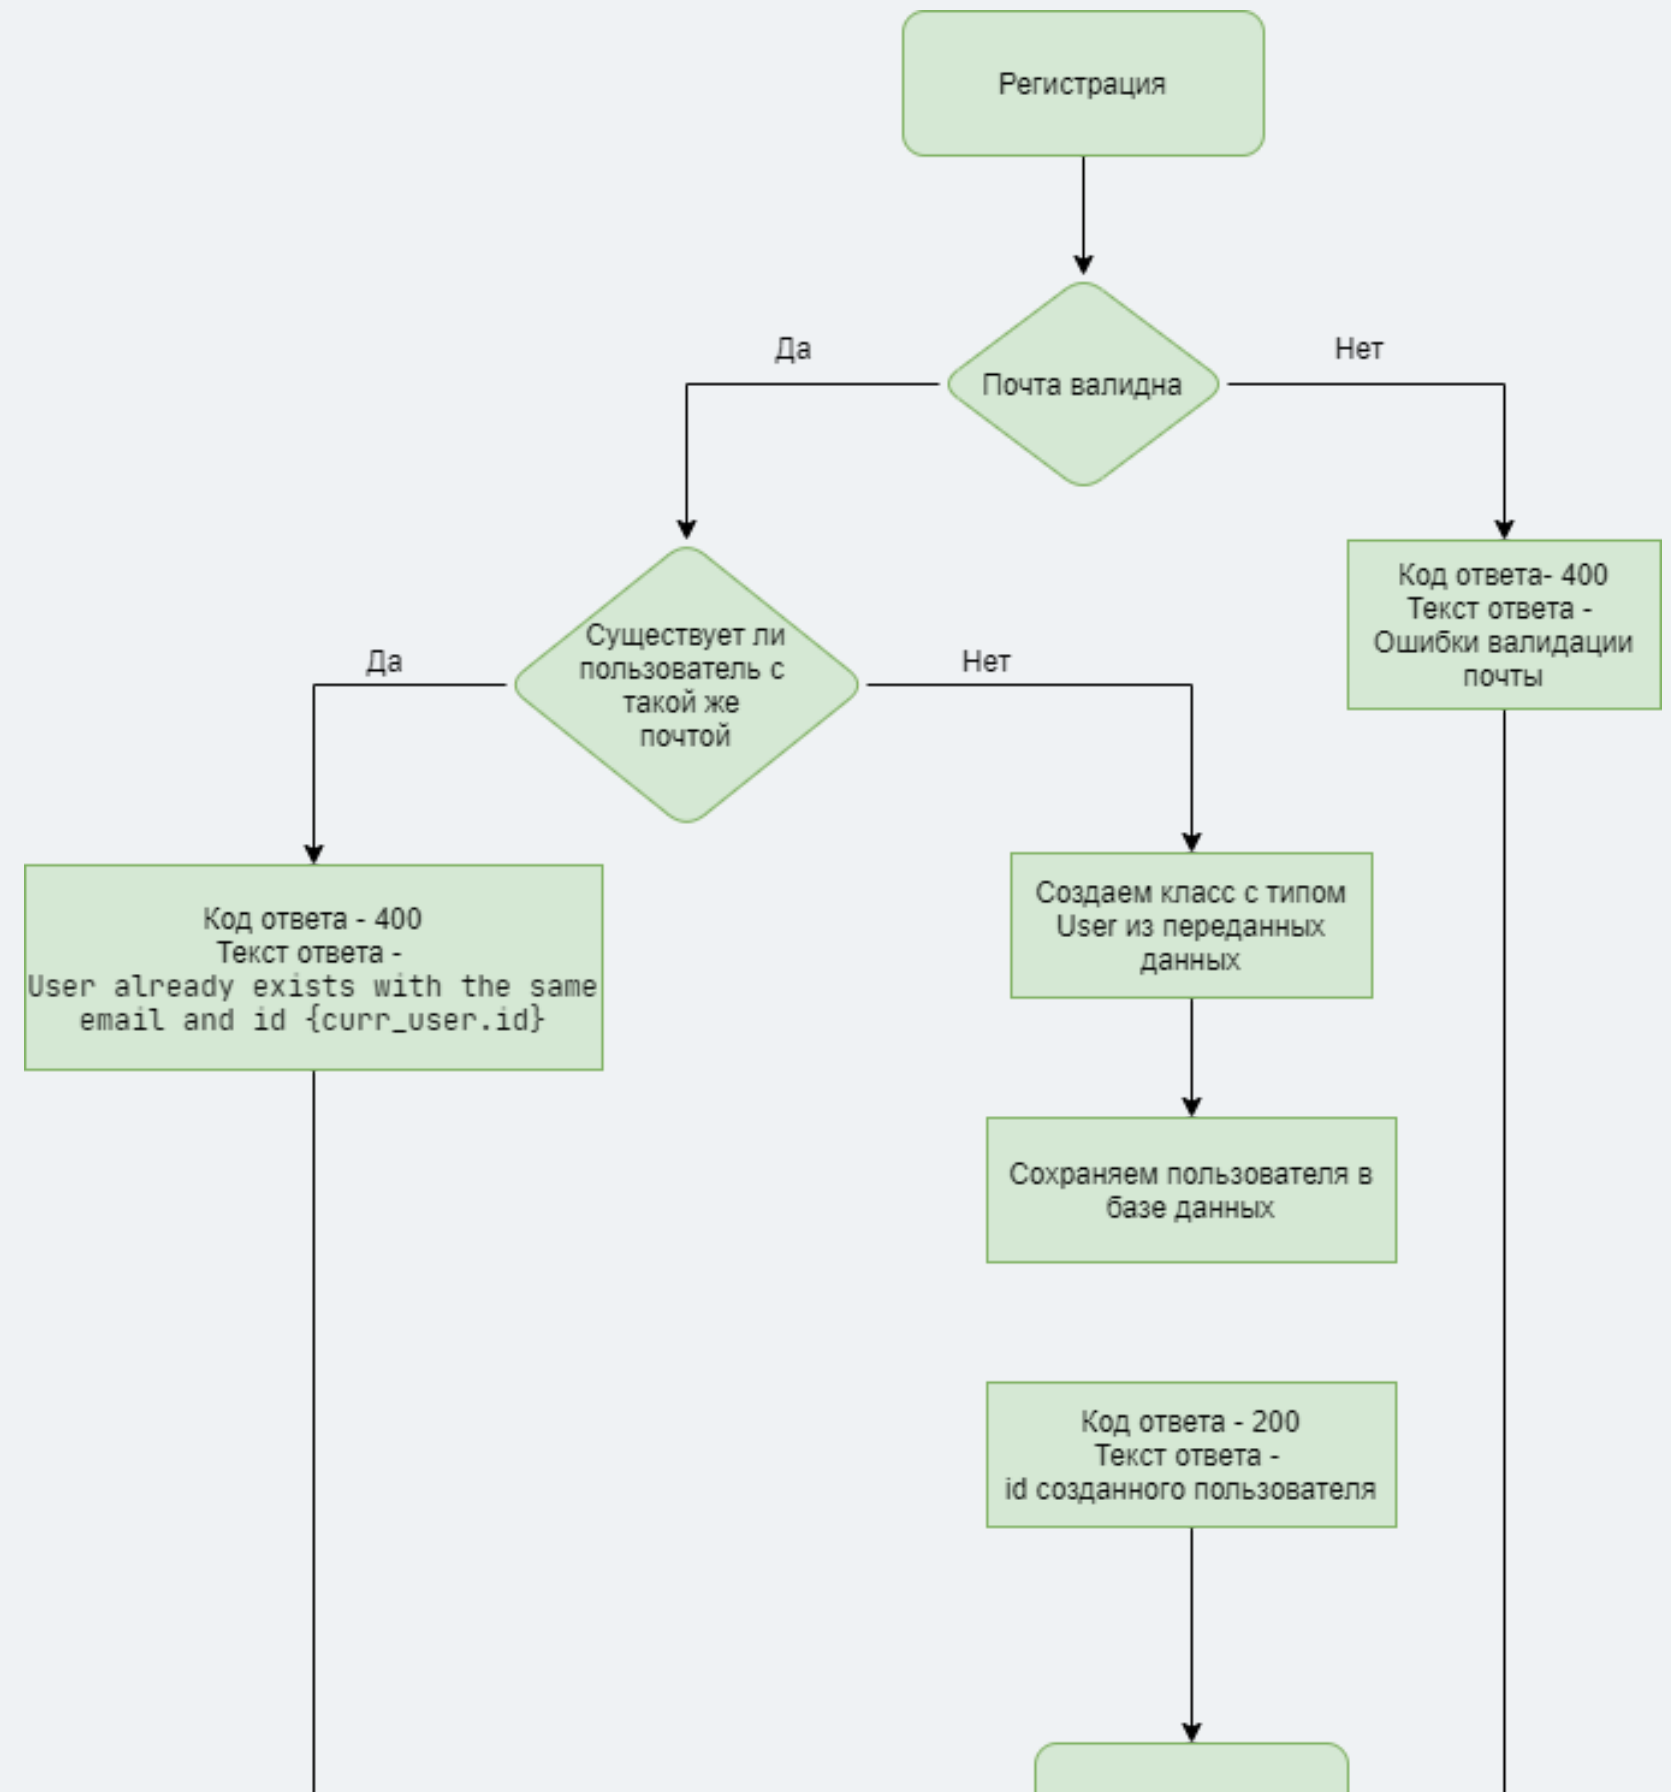 Регистрация
Да
Нет
Почта валидна
Код ответа- 400
Текст ответа -
Ошибки валидации
почты
Существует ли
пользователь с
такой же
почтой
Да
Нет
Код ответа - 400
Текст ответа -
User already exists with the same
email and id {curr_user.id}
Создаем класс с типом
User из переданных
данных
Сохраняем пользователя в
базе данных
Код ответа - 200
Текст ответа -
id созданного пользователя